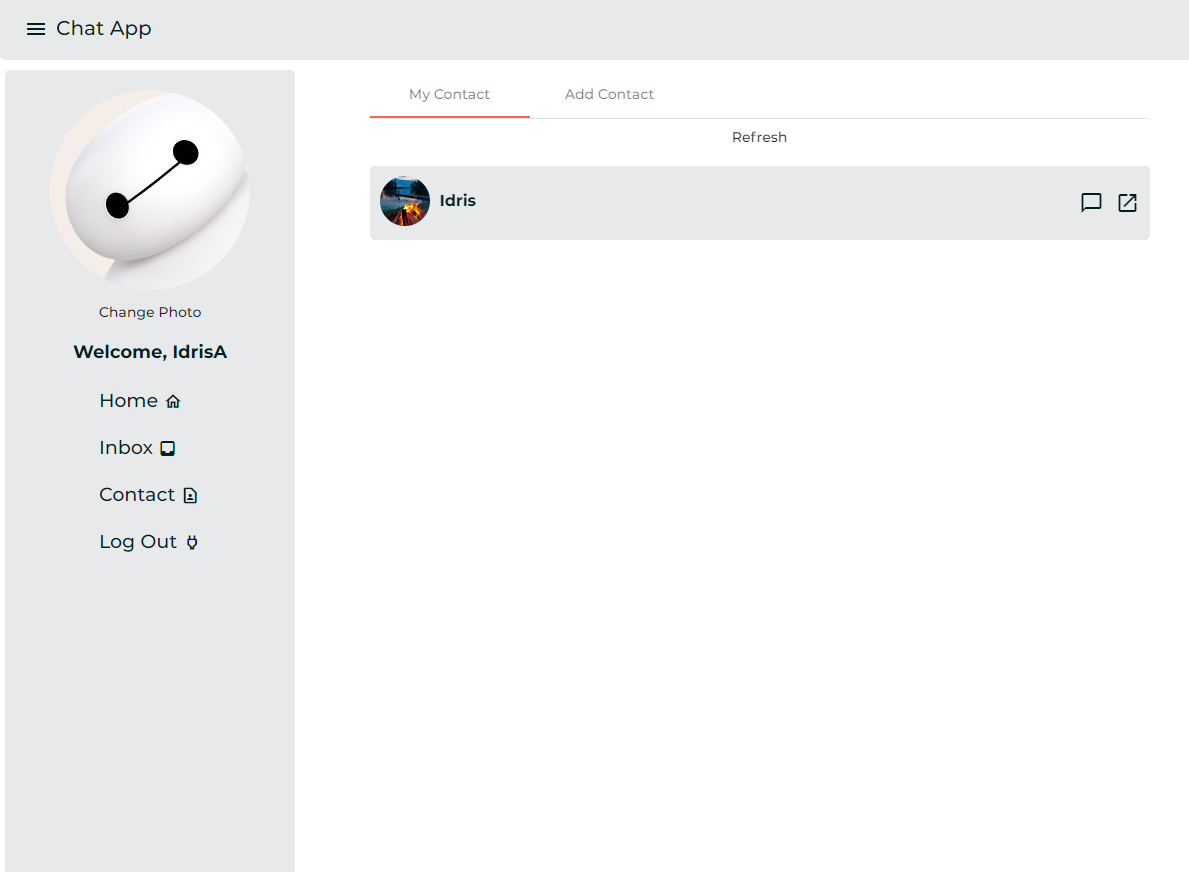 Chat App
Change Photo
Welcome, IdrisA
Home
Inbox
Contact
Log Out
My Contact
Add Contact
Refresh
Idris